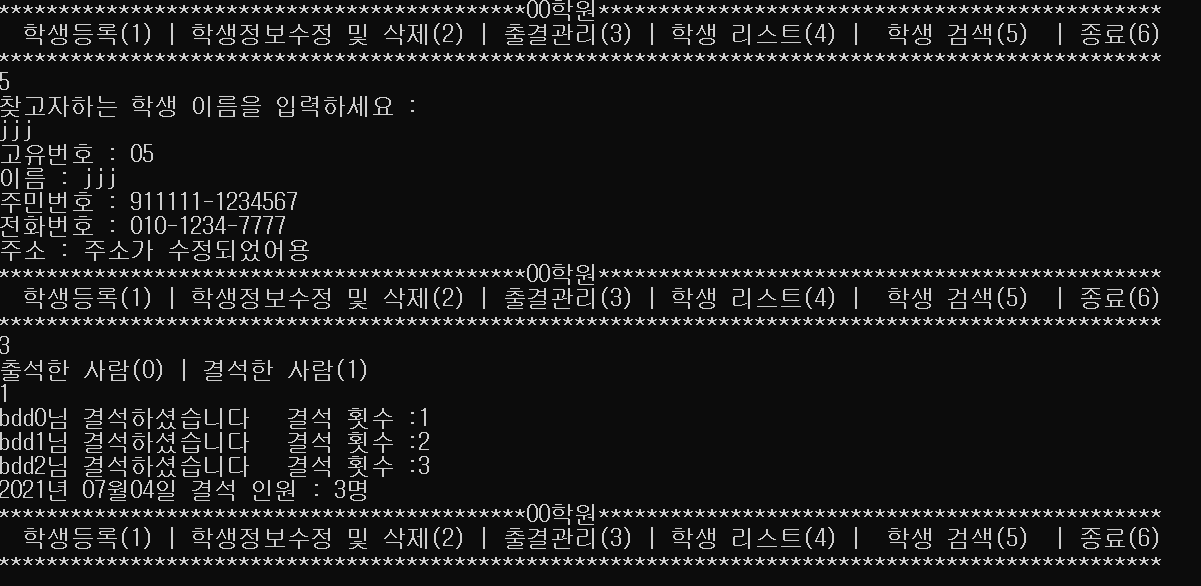 ********************************************OO학원***********************************************
  학생등록(1) | 학생정보수정 및 삭제(2) | 출결관리(3) | 학생 리스트(4) |  학생 검색(5)  | 종료(6)
*************************************************************************************************
5
찾고자하는 학생 이름을 입력하세요 :
jjj
고유번호 : 05
이름 : jjj
주민번호 : 911111-1234567
전화번호 : 010-1234-7777
주소 : 주소가 수정되었어용
********************************************OO학원***********************************************
  학생등록(1) | 학생정보수정 및 삭제(2) | 출결관리(3) | 학생 리스트(4) |  학생 검색(5)  | 종료(6)
*************************************************************************************************
3
출석한 사람(0) | 결석한 사람(1)
1
bdd0님 결석하셨습니다   결석 횟수 :1
bdd1님 결석하셨습니다   결석 횟수 :2
bdd2님 결석하셨습니다   결석 횟수 :3
2021년 07월04일 결석 인원 : 3명
********************************************OO학원***********************************************
  학생등록(1) | 학생정보수정 및 삭제(2) | 출결관리(3) | 학생 리스트(4) |  학생 검색(5)  | 종료(6)
*************************************************************************************************